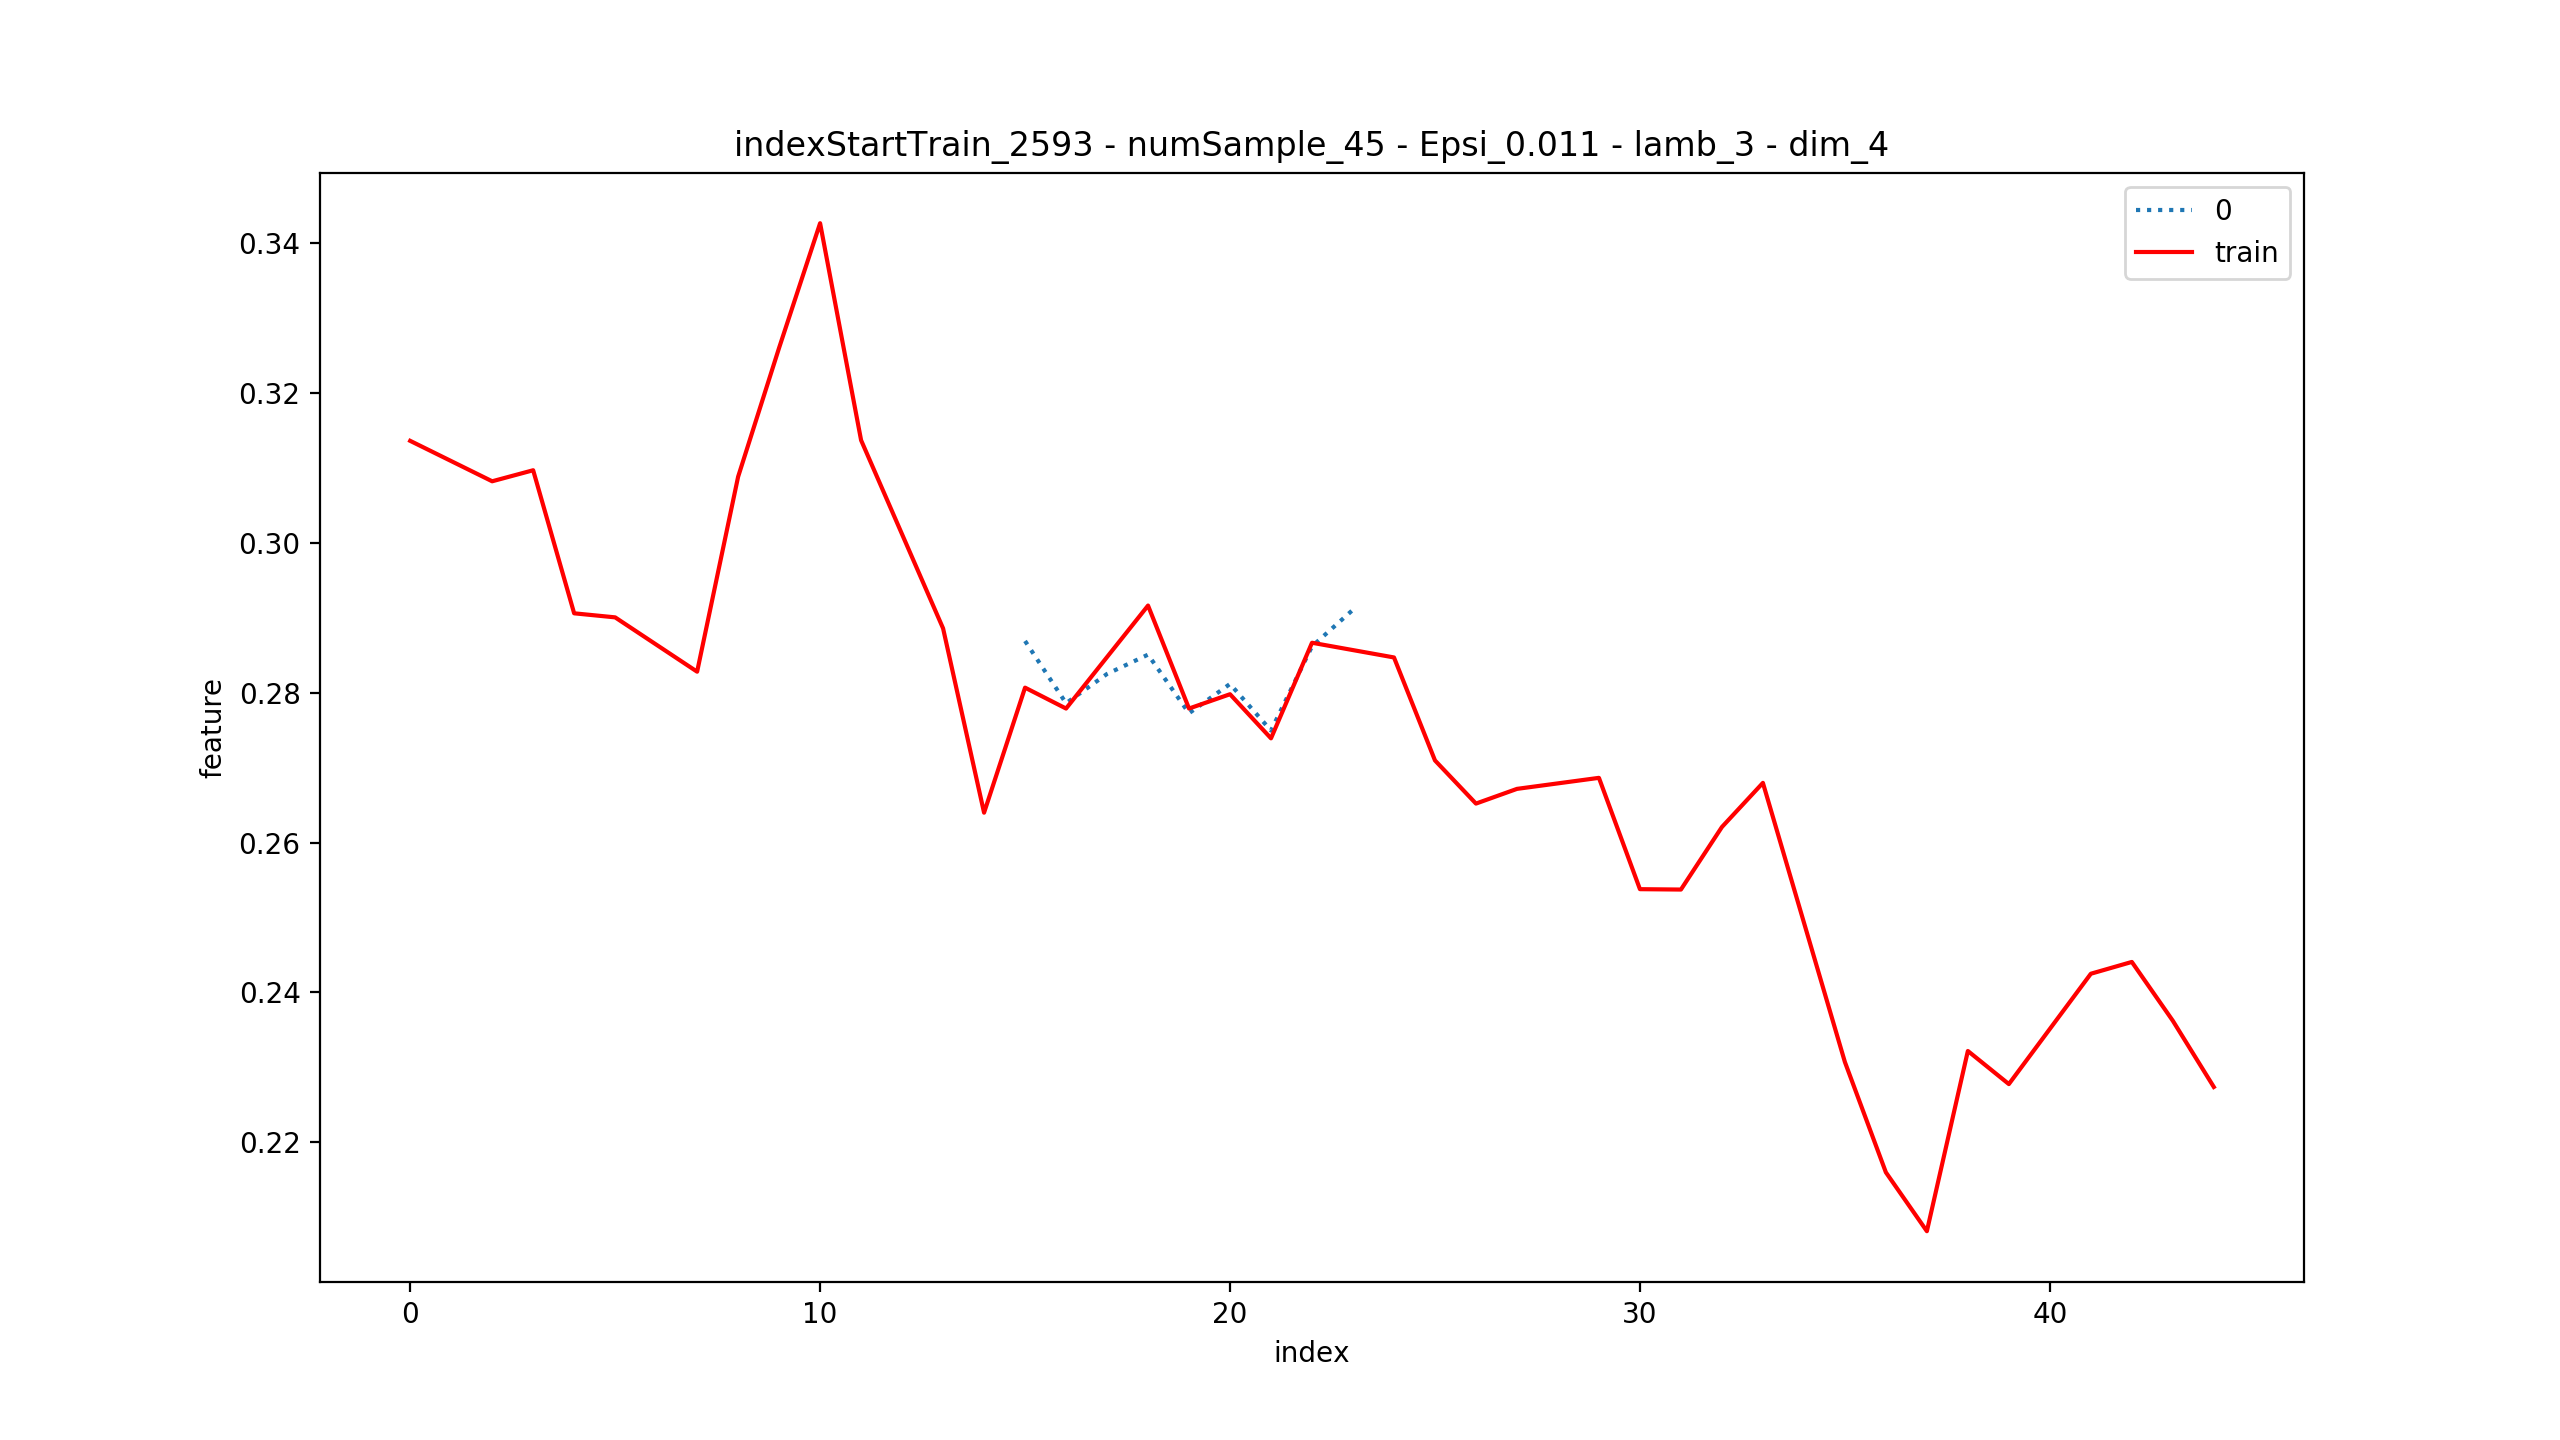 indexStartTrain_2593 - numSample_45 - Epsi_0.011 - lamb_3 - dim_4
0
train
0.34
0.32
0.30
0.28
0.26
0.24
0.22
feature
0 10 20 30 40
index